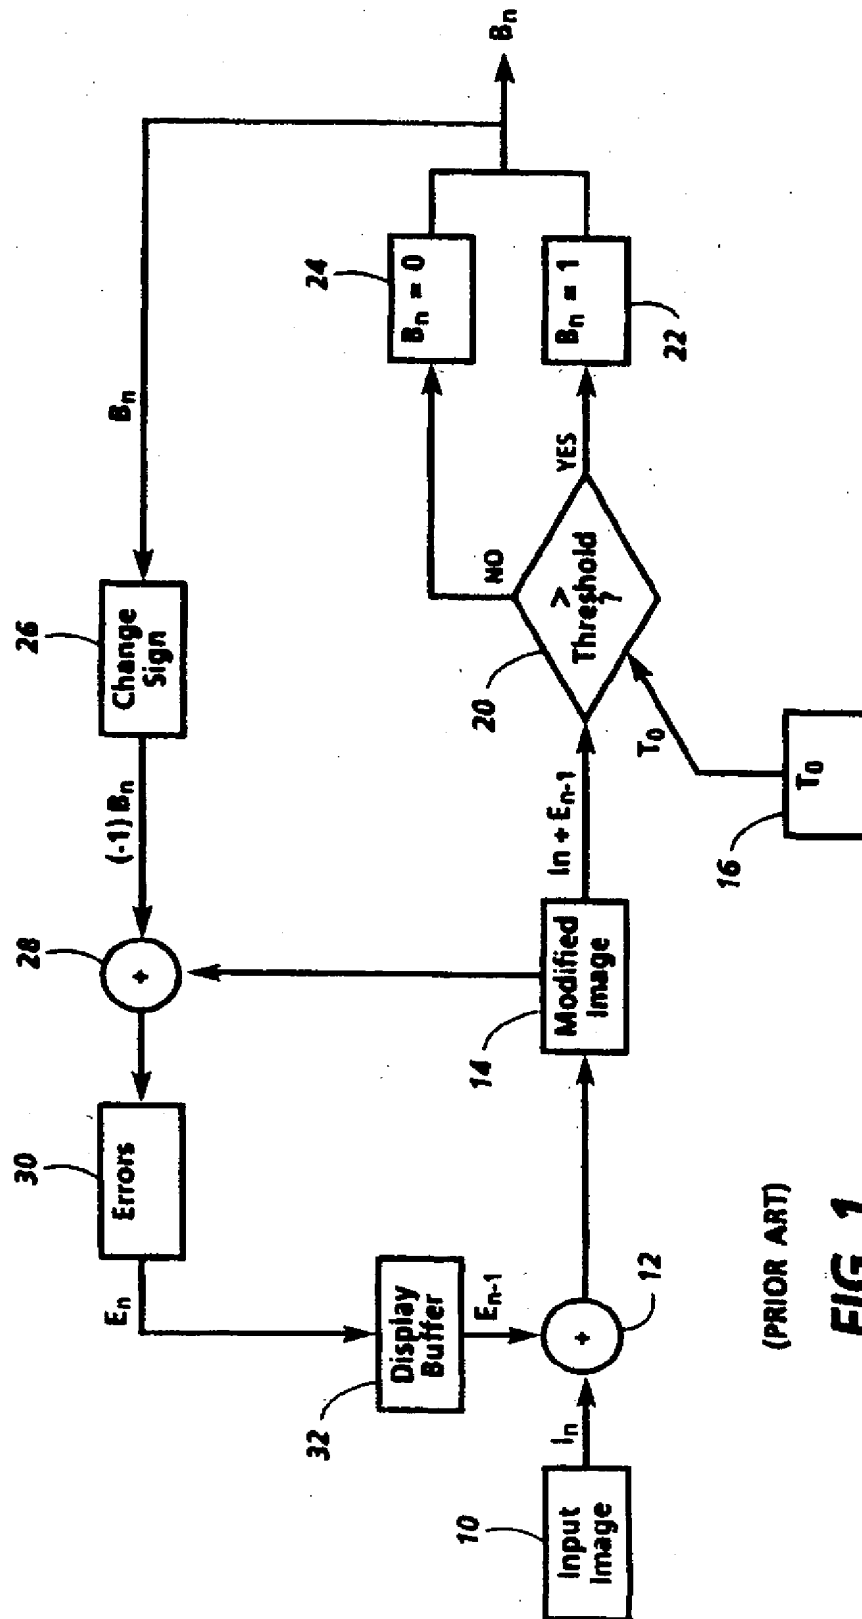 26
Change
Sign
Bn
(-1) Bn
28
+
30
Errors
En
32
Display
Buffer
En-1
24
Bn = 0
Bn
NO
10
Input
Image
In
+
12
14
Modified
Image
In + En-1
20
>
Threshold
?
YES
Bn = 1
22
T0
16
T0
(PRIOR ART)
FIG. 1